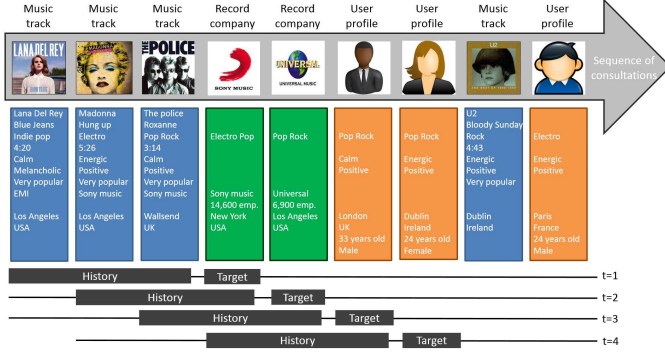 Music track
Music track
Music track
Record company
Record company
User profile
User profile
Music track
User profile
LANA DEL REY
MADONNA
THE POLICE
SONY MUSIC
UNIVERSAL
UNIVERSAL MUSIC
U2
Sequence of consultations
Lana Del Rey
Blue Jeans
Indie pop
4:20
Calm
Melancholic
Very popular
EMI
Los Angeles
USA
Madonna
Hung up
Electro
5:26
Energic
Positive
Very popular
Sony music
Los Angeles
USA
The police
Roxanne
Pop Rock
3:14
Calm
Positive
Very popular
Sony music
Wallsend
UK
Electro Pop
Sony music
14,600 emp.
New York
USA
Pop Rock
Universal
6,900 emp.
Los Angeles
USA
Pop Rock
Calm
Positive
London
UK
33 years old
Male
Pop Rock
Energic
Positive
Dublin
Ireland
24 years old
Female
U2
Bloody Sunday
Rock
4:43
Energic
Positive
Very popular
Dublin
Ireland
Electro
Energic
Positive
Paris
France
24 years old
Male
History Target t=1
History Target t=2
History Target t=3
History Target t=4